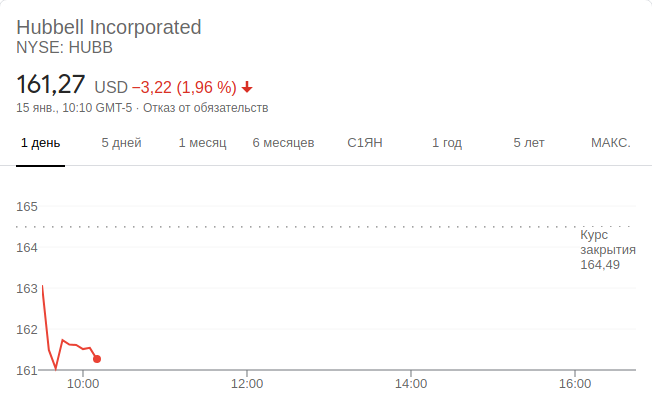 Hubbell Incorporated
NYSE: HUBB
161,27 USD −3,22 (1,96 %)
15 янв., 10:10 GMT-5 · Отказ от обязательств
1 день 5 дней 1 месяц 6 месяцев С1ЯН 1 год 5 лет МАКС.
165
Курс
закрытия
164,49
164
163
162
161
10:00 12:00 14:00 16:00